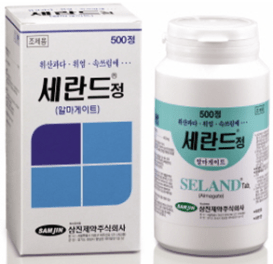 조제용
500정
위산과다 · 위염 · 속쓰림에 · · ·
세란드®정
(알마게이트)
SAMJIN
삼진제약주식회사
500정
위산과다 · 위염 · 속쓰림에 · · ·
세란드®정
알마게이트
SELAND® Tab.
(Almagate)
SAMJIN
삼진제약주식회사